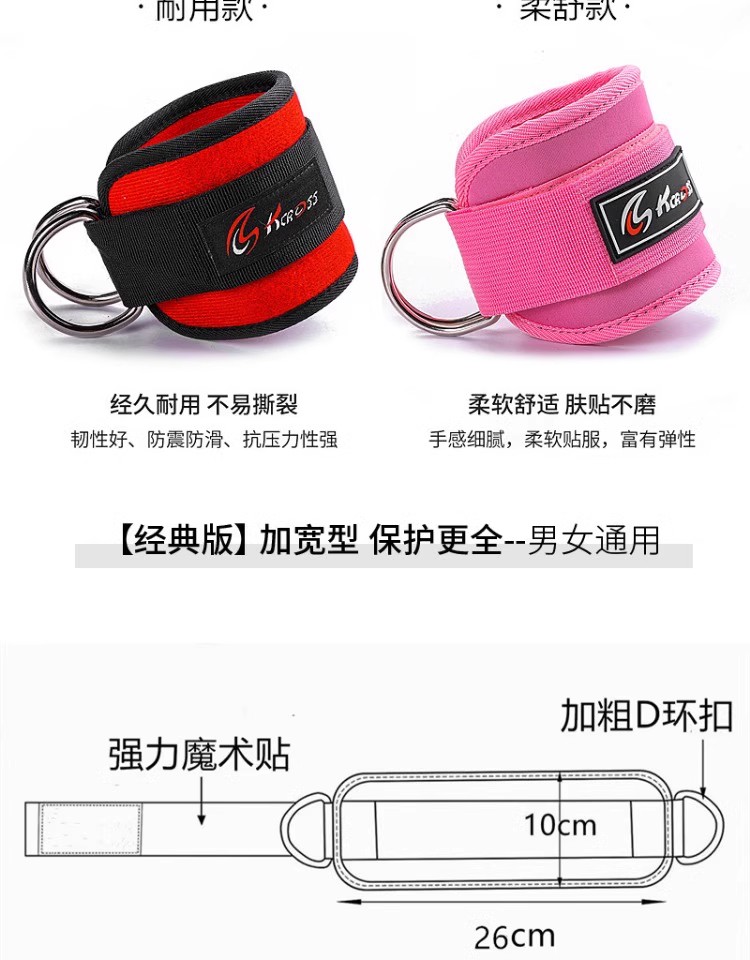 ·耐用款· ·柔舒款·
KCROSS
KCROSS
经久耐用 不易撕裂
韧性好、防震防滑、抗压力性强
柔软舒适 肤贴不磨
手感细腻，柔软贴服，富有弹性
【经典版】加宽型 保护更全--男女通用
加粗D环扣
强力魔术贴
10cm
26cm